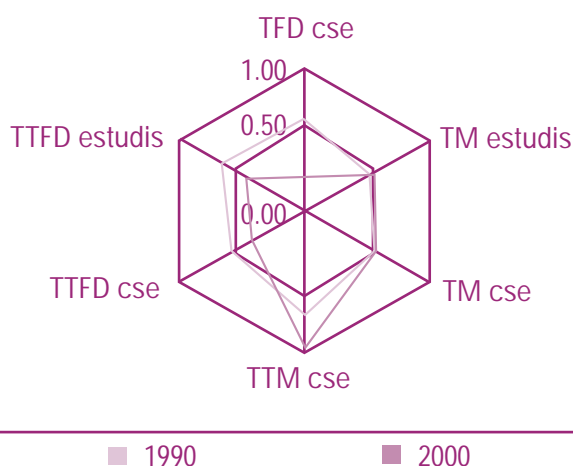 TFD cse
1.00
TTFD estudis
0.50
TM estudis
0.00
TTFD cse
TM cse
TTM cse
1990
2000